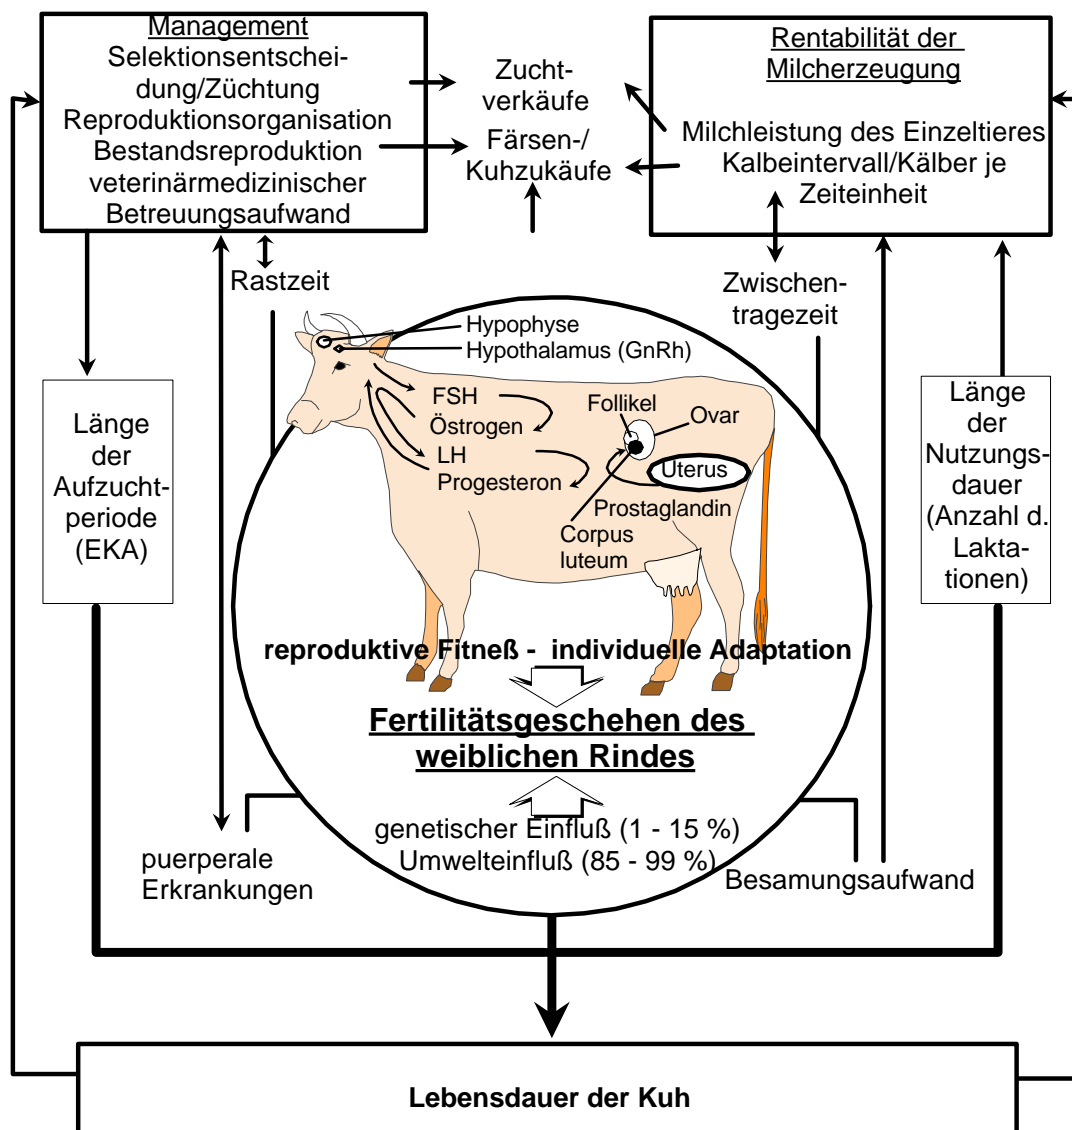 Management
Selektionsentschei-
dung/Züchtung
Reproduktionsorganisation
Bestandsreproduktion
veterinärmedizinischer
Betreuungsaufwand
Zucht-
verkäufe
Färsen-/
Kuhzukäufe
Rentabilität der
Milcherzeugung
Milchleistung des Einzeltieres
Kalbeintervall/Kälber je
Zeiteinheit
Rastzeit
Zwischen-
tragezeit
Hypophyse
Hypothalamus (GnRh)
FSH
Östrogen
LH
Progesteron
Follikel
Ovar
Uterus
Prostaglandin
Corpus
luteum
Länge
der
Aufzucht-
periode
(EKA)
Länge
der
Nutzungs-
dauer
(Anzahl d.
Lakta-
tionen)
reproduktive Fitneß - individuelle Adaptation
Fertilitätsgeschehen des
weiblichen Rindes
genetischer Einfluß (1 - 15 %)
Umwelteinfluß (85 - 99 %)
puerperale
Erkrankungen
Besamungsaufwand
Lebensdauer der Kuh